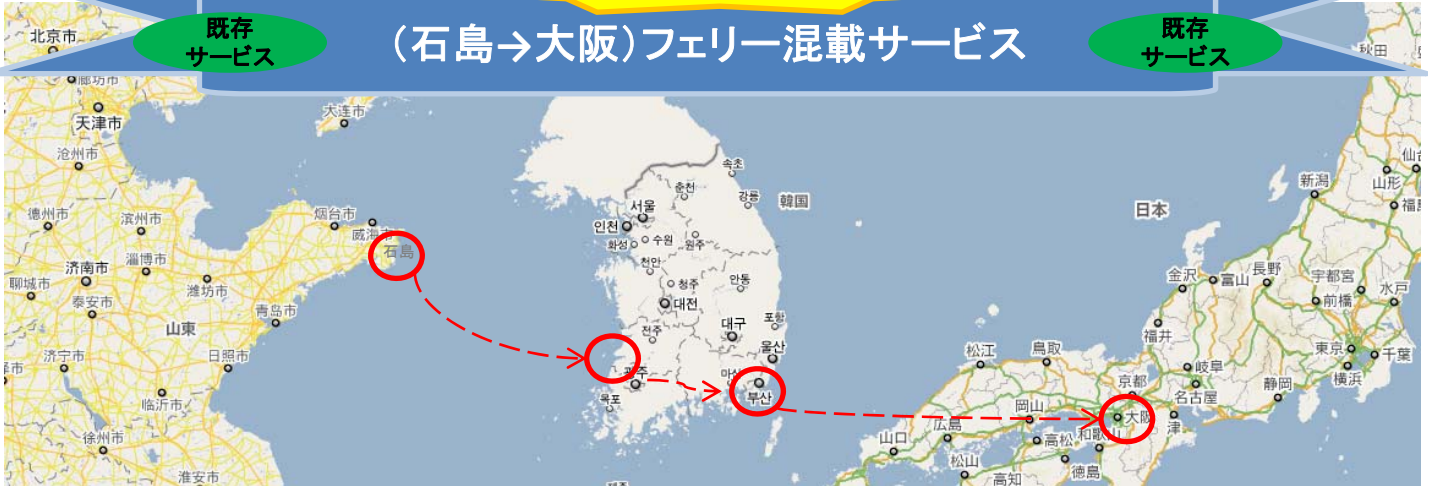 既存
サービス
(石島→大阪)フェリー混載サービス
既存
サービス
北京市
秋田
廊坊市
天津市
大连市
沧州市
속초
仙台
춘천
新潟
山形
서울
강릉
韓国
日本
福島
德州市
滨州市
烟台市
威海市
인천
화성
수원
원주
石島
济南市
淄博市
천안
안동
金沢
富山
長野
宇都宮
水戸
聊城市
潍坊市
청주
前橋
泰安市
대전
青岛市
山東
전주
대구
포항
福井
济宁市
日照市
울산
松江
鳥取
岐阜
東京
千葉
광주
마산
京都
静岡
横浜
临沂市
목포
부산
名古屋
岡山
大阪
津
徐州市
山口
広島
高松
和歌山
淮安市
松山
徳島
高知